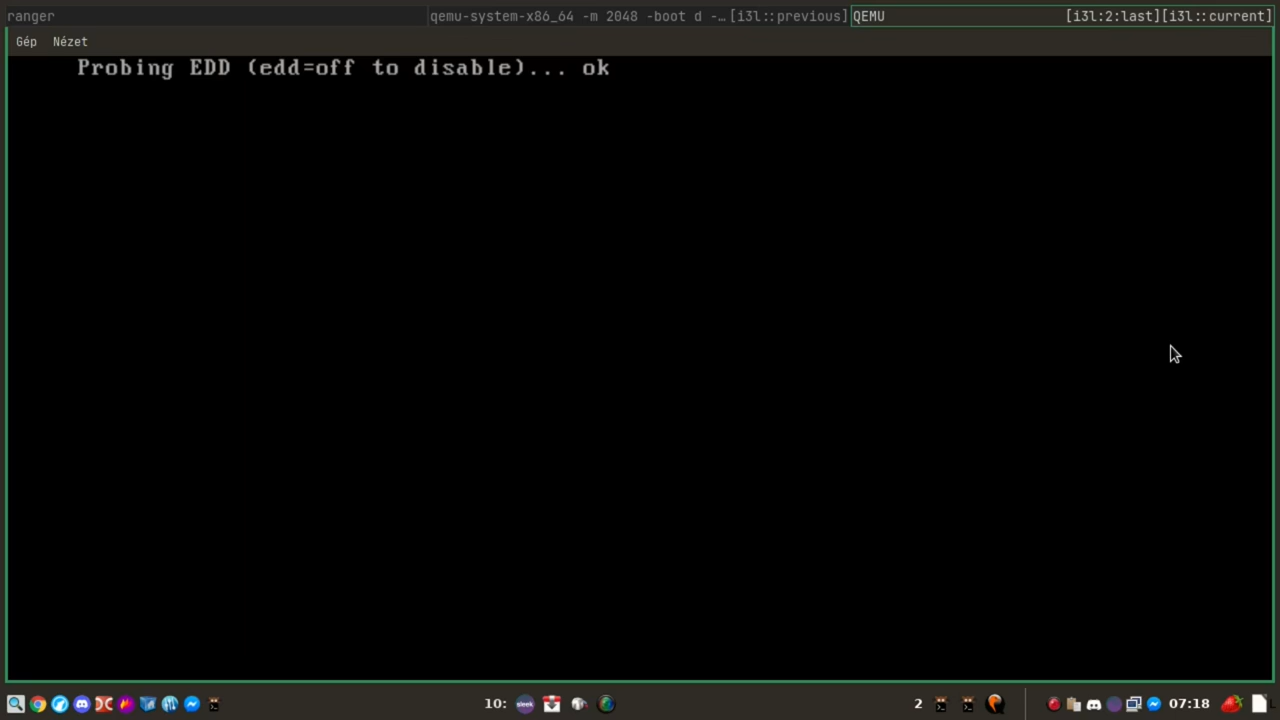 ranger
qemu-system-x86_64 -m 2048 -boot d -…[i3l::previous]
QEMU [i3l:2:last][i3l::current]
Gép Nézet
Probing EDD (edd=off to disable)... ok
10: sleek
2
07:18